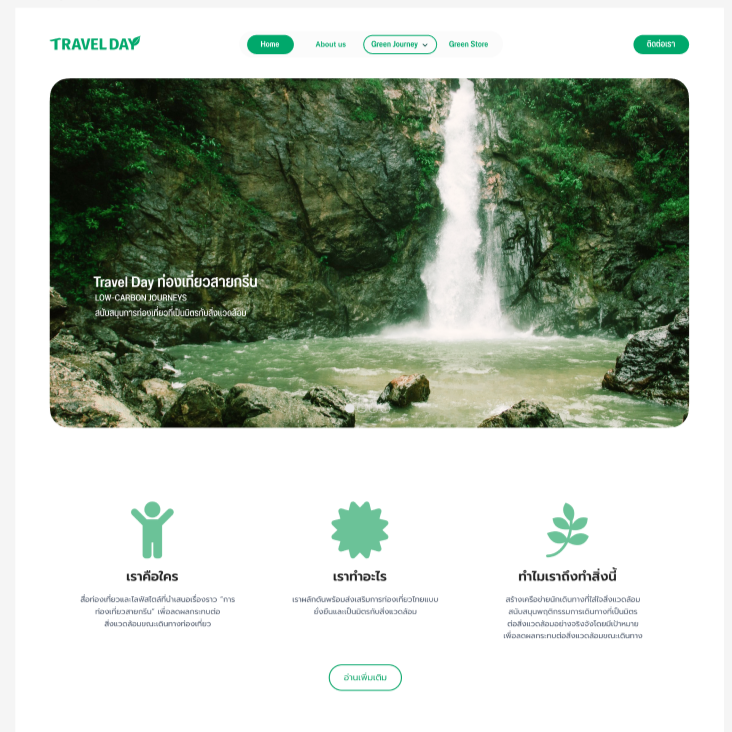 TRAVEL DAY
Home
About us
Green Journey
Green Store
ติดต่อเรา
Travel Day ท่องเที่ยวสายกรีน
LOW-CARBON JOURNEYS
สนับสนุนการท่องเที่ยวที่เป็นมิตรกับสิ่งแวดล้อม
เราคือใคร
สื่อท่องเที่ยวและไลฟ์สไตล์ที่นำเสนอเรื่องราว "การ
ท่องเที่ยวสายกรีน" เพื่อลดผลกระทบต่อ
สิ่งแวดล้อมขณะเดินทางท่องเที่ยว
เราทำอะไร
เราผลักดันพร้อมส่งเสริมการท่องเที่ยวไทยแบบ
ยั่งยืนและเป็นมิตรกับสิ่งแวดล้อม
ทำไมเราถึงทำสิ่งนี้
สร้างเครือข่ายนักเดินทางที่ใส่ใจสิ่งแวดล้อม
สนับสนุนพฤติกรรมการเดินทางที่เป็นมิตร
ต่อสิ่งแวดล้อมอย่างจริงจังโดยมีเป้าหมาย
เพื่อลดผลกระทบต่อสิ่งแวดล้อมขณะเดินทาง
อ่านเพิ่มเติม